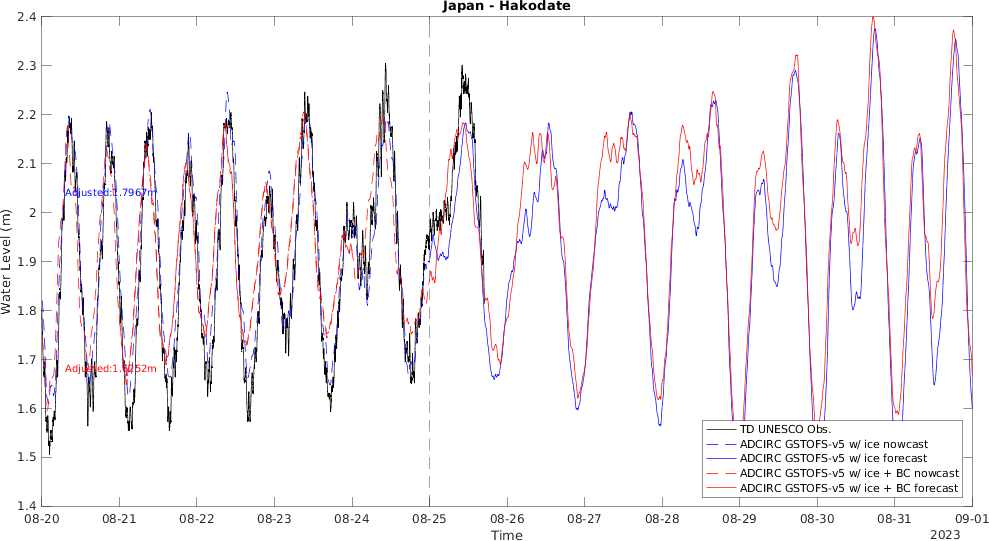 Japan - Hakodate
2.4
2.3
2.2
2.1
2
1.9
1.8
1.7
1.6
1.5
1.4
Water Level (m)
Adjusted:1.7967m
Adjusted:1.6252m
TD UNESCO Obs.
ADCIRC GSTOFS-v5 w/ ice nowcast
ADCIRC GSTOFS-v5 w/ ice forecast
ADCIRC GSTOFS-v5 w/ ice + BC nowcast
ADCIRC GSTOFS-v5 w/ ice + BC forecast
08-20 08-21 08-22 08-23 08-24 08-25 08-26 08-27 08-28 08-29 08-30 08-31 09-01
Time
2023